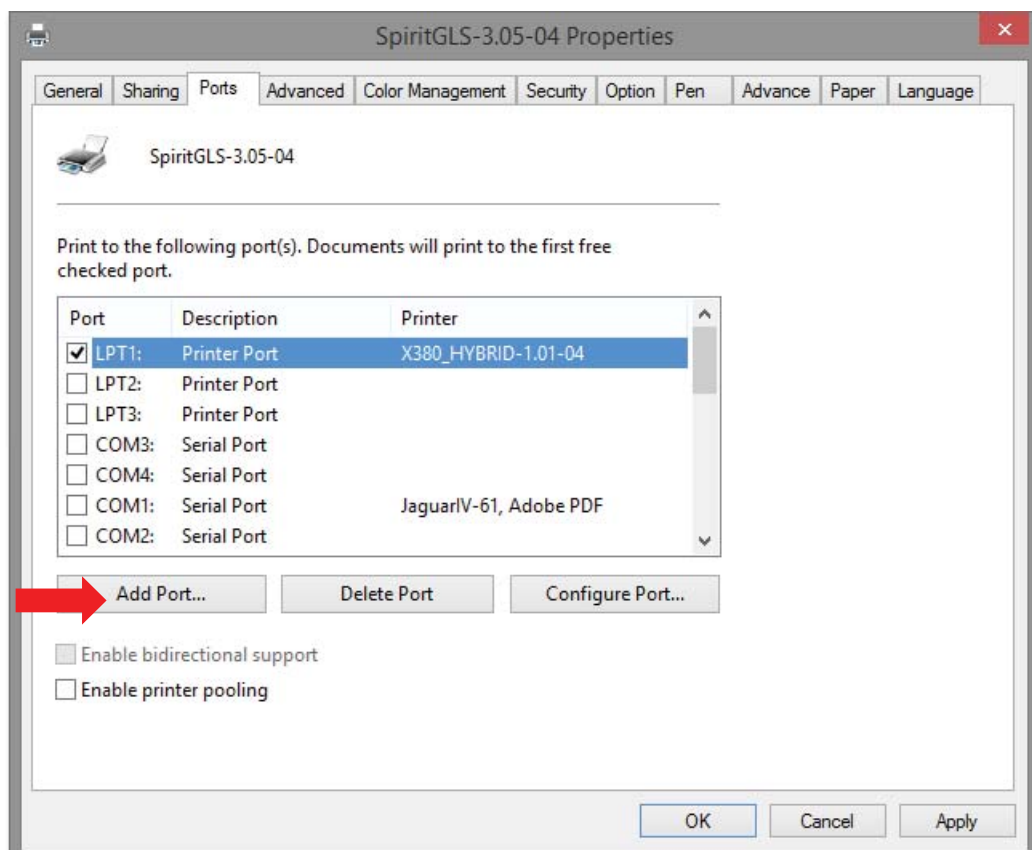 SpiritGLS-3.05-04 Properties
General Sharing Ports Advanced Color Management Security Option Pen Advance Paper Language
SpiritGLS-3.05-04
Print to the following port(s). Documents will print to the first free
checked port.
Port Description Printer
LPT1: Printer Port X380_HYBRID-1.01-04
LPT2: Printer Port
LPT3: Printer Port
COM3: Serial Port
COM4: Serial Port
COM1: Serial Port JaguarIV-61, Adobe PDF
COM2: Serial Port
Add Port... Delete Port Configure Port...
Enable bidirectional support
Enable printer pooling
OK Cancel Apply